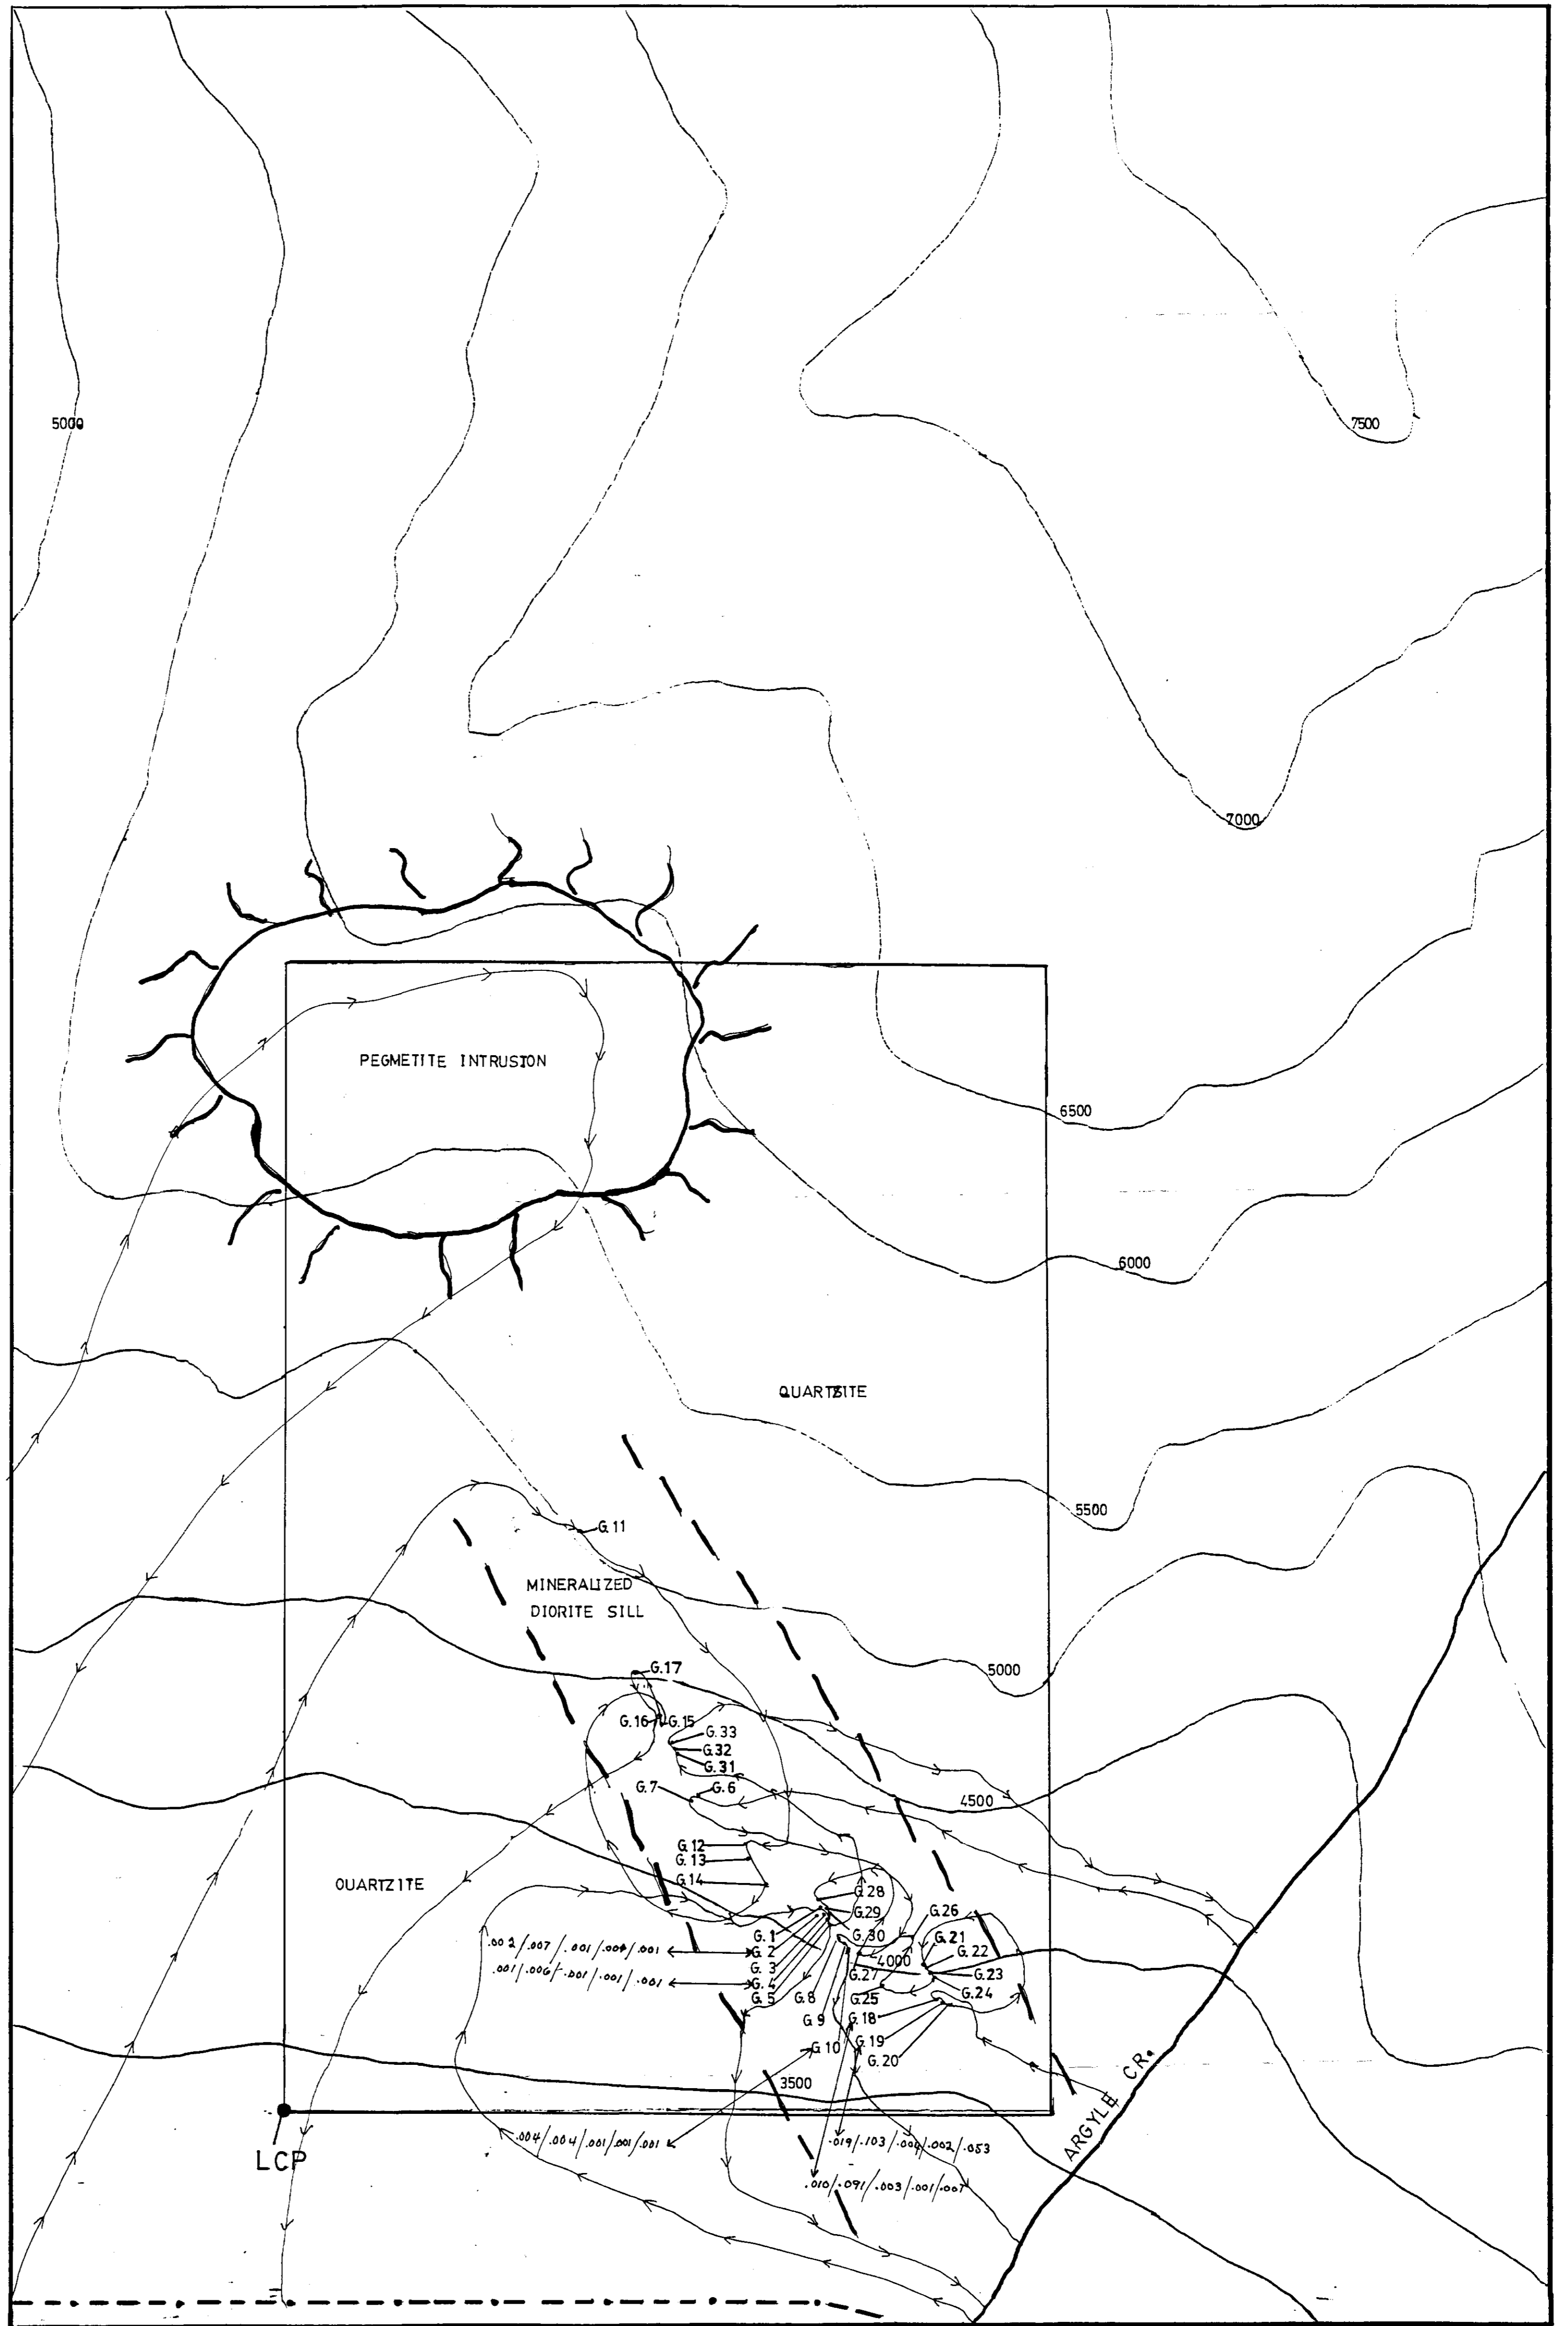 5000
7500
7000
PEGMETITE INTRUSION
6500
6000
QUARTSITE
5500
G.11
MINERALIZED
DIORITE SILL
5000
G.17
G.16
G.15
G.33
G.32
G.31
G.7
G.6
4500
G.12
G.13
G.14
QUARTZITE
G.28
G.29
G.26
G.1
G.30
G.21
.002/.007/.001/.004/.001
G.2
G.22
4000
G.3
G.27
G.23
.001/.006/.001/.001/.001
G.4
G.24
G.5
G.8
G.25
G.9
G.18
G.19
G.10
G.20
3500
ARGYLE CR.
LCP
.004/.004/.001/.001/.001
.019/.103/.004/.002/.053
.010/.091/.003/.001/.007